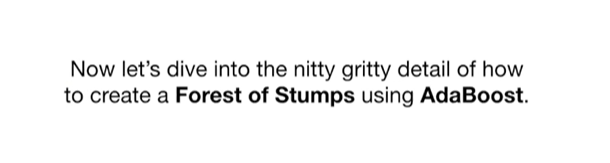 Now let's dive into the nitty gritty detail of how
to create a Forest of Stumps using AdaBoost.